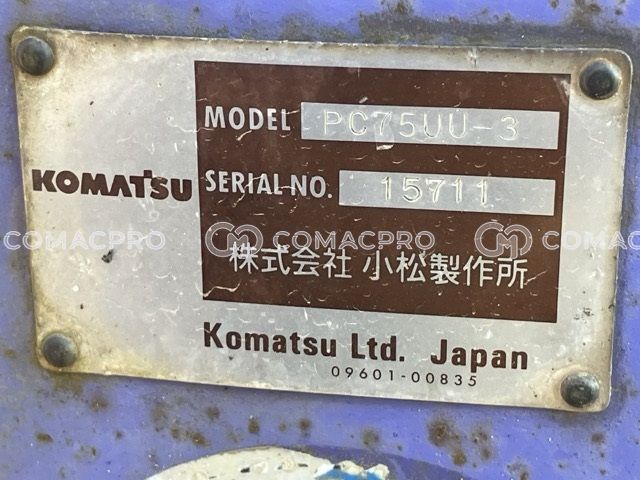 MODEL PC75UU-3
KOMATSU
SERIAL NO. 15711
COMACPRO COMACPRO COMAC
株式会社 小松製作所
Komatsu Ltd. Japan
09601-00835